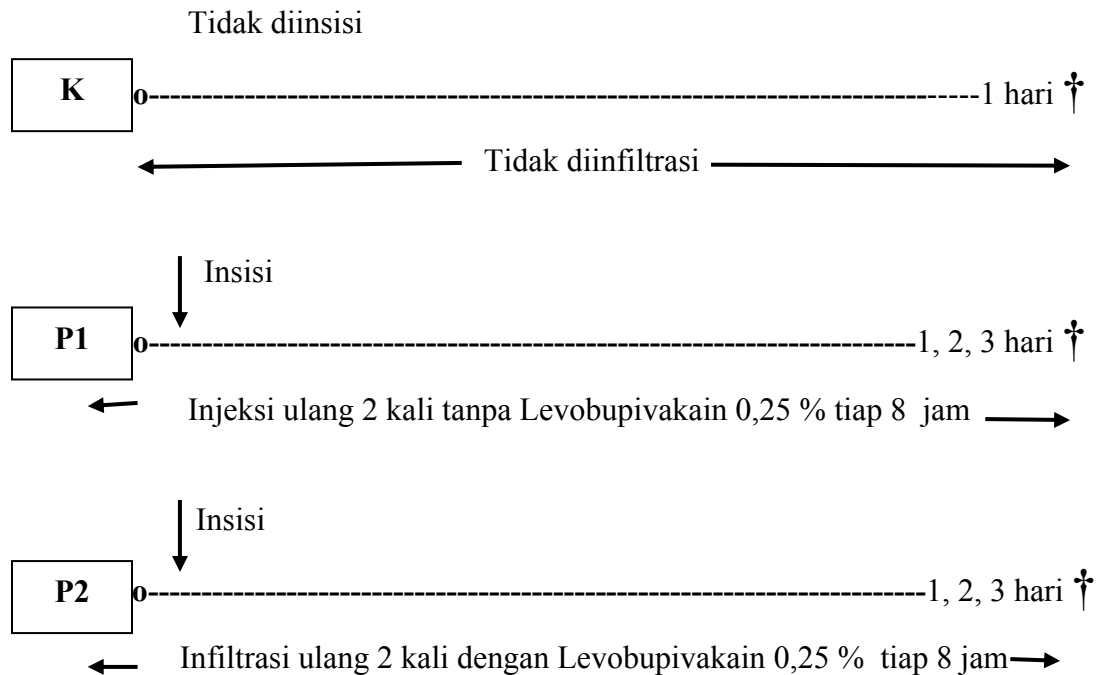 Tidak diinsisi
K o-----------------------------------------------------------1 hari †
Tidak diinfiltrasi
Insisi
P1 o-----------------------------------------------------------1, 2, 3 hari †
Injeksi ulang 2 kali tanpa Levobupivakain 0,25 % tiap 8 jam
Insisi
P2 o-----------------------------------------------------------1, 2, 3 hari †
Infiltrasi ulang 2 kali dengan Levobupivakain 0,25 % tiap 8 jam